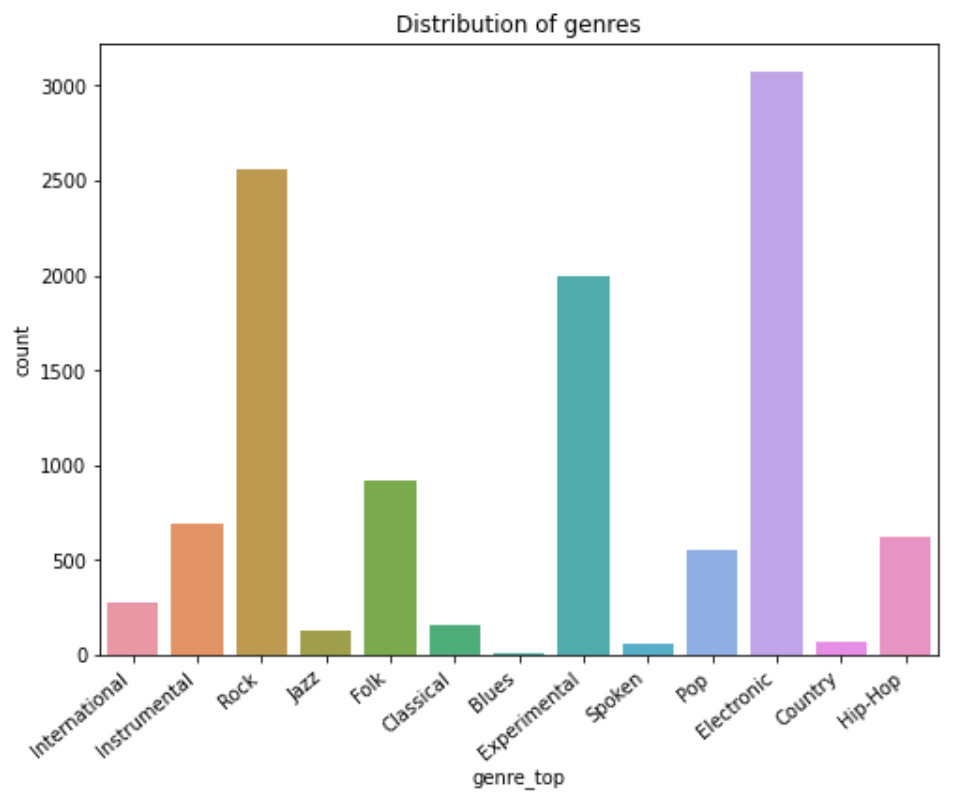 Distribution of genres
3000
2500
2000
1500
1000
500
0
count
International
Instrumental
Rock
Jazz
Folk
Classical
Blues
Experimental
Spoken
Pop
Electronic
Country
Hip-Hop
genre_top